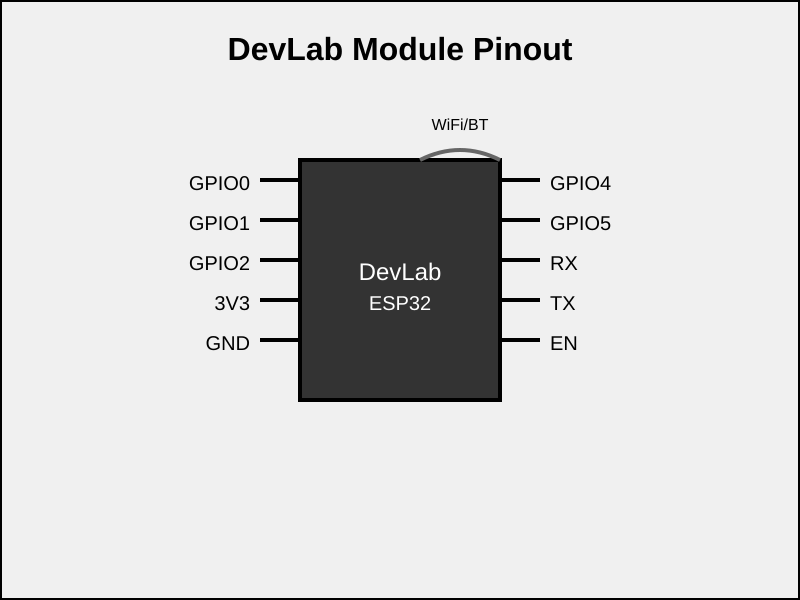 DevLab Module Pinout
WiFi/BT
GPIO0
GPIO4
GPIO1
GPIO5
GPIO2
RX
DevLab
3V3
ESP32
TX
GND
EN